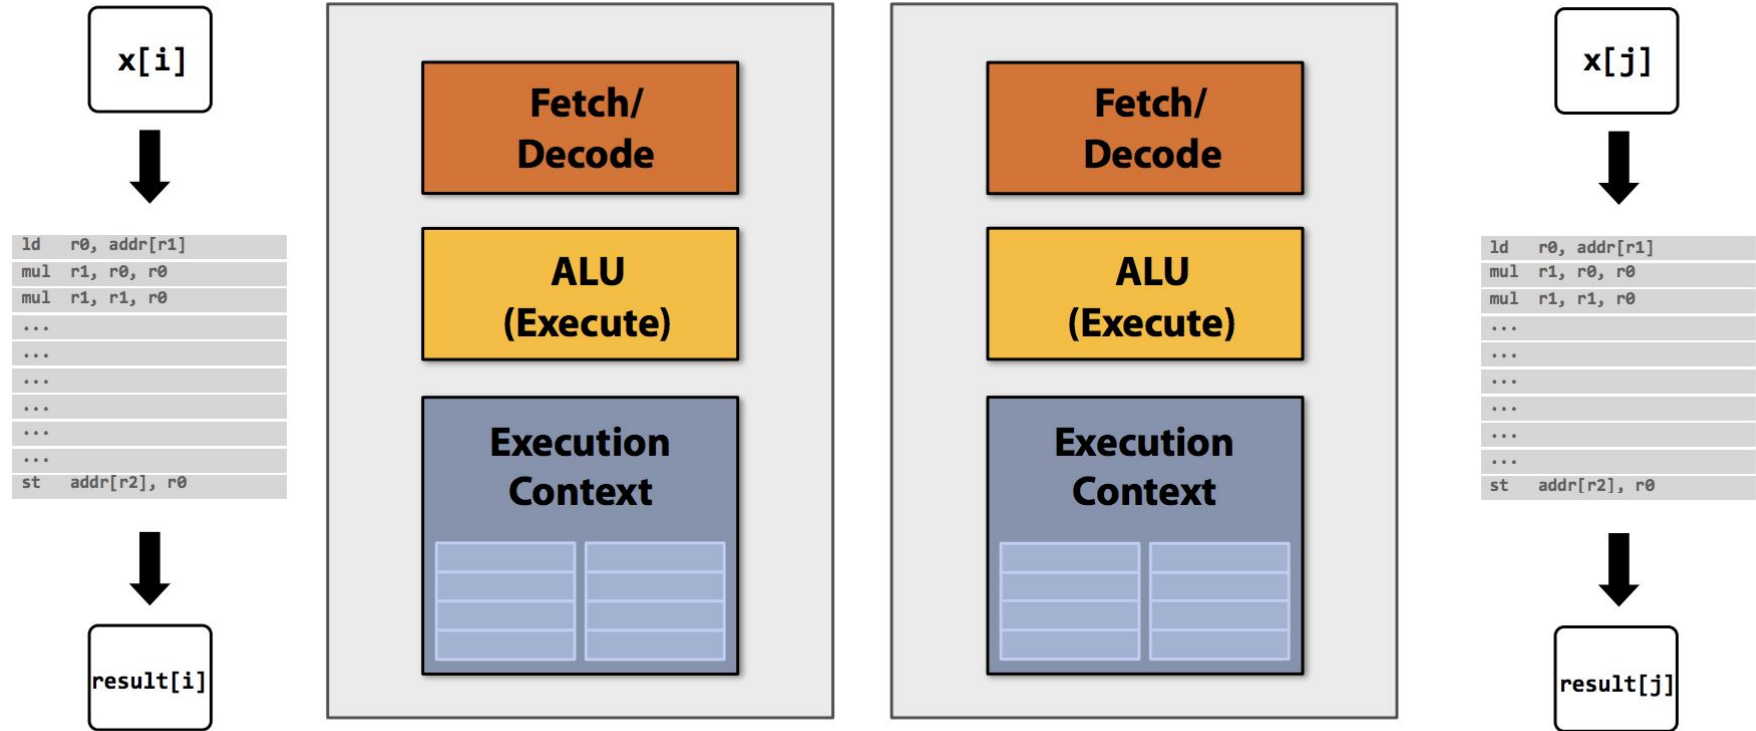 x[i]
ld r0, addr[r1]
mul r1, r0, r0
mul r1, r1, r0
...
...
...
...
...
...
st addr[r2], r0
result[i]
Fetch/
Decode
ALU
(Execute)
Execution
Context
Fetch/
Decode
ALU
(Execute)
Execution
Context
x[j]
ld r0, addr[r1]
mul r1, r0, r0
mul r1, r1, r0
...
...
...
...
...
...
st addr[r2], r0
result[j]